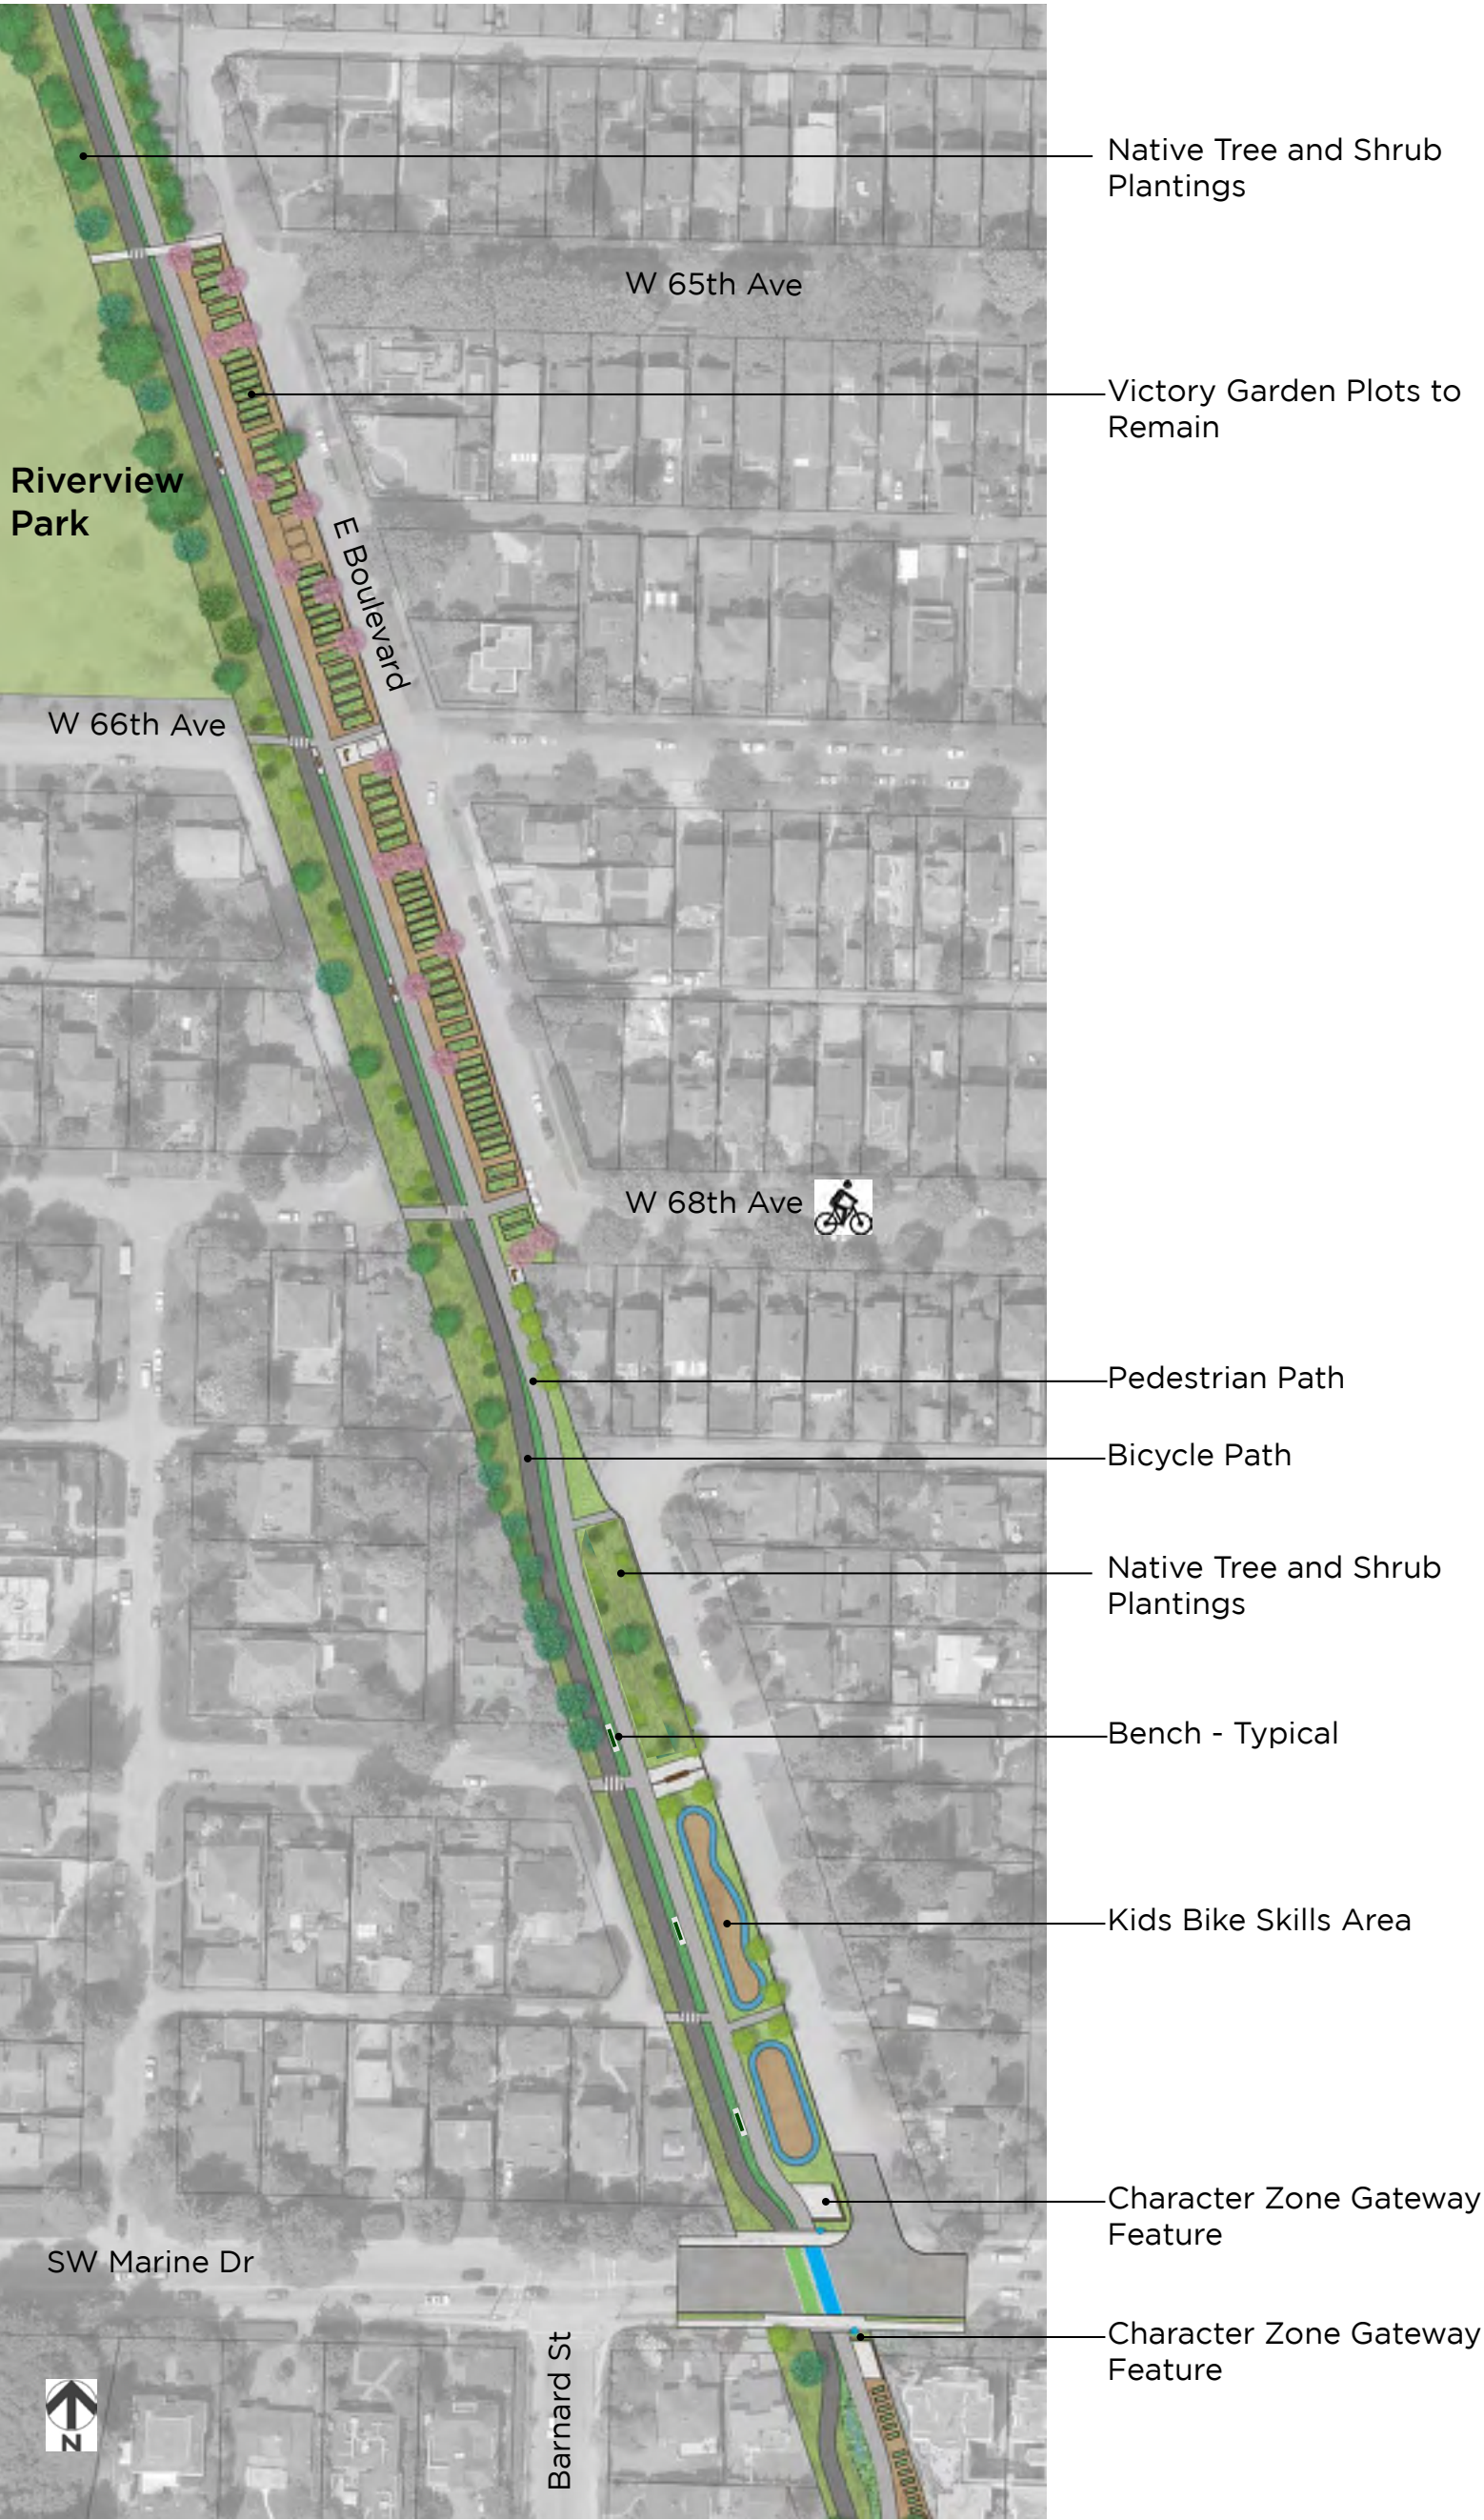 Native Tree and Shrub
Plantings
W 65th Ave
Victory Garden Plots to
Remain
Riverview
Park
E Boulevard
W 66th Ave
W 68th Ave
Pedestrian Path
Bicycle Path
Native Tree and Shrub
Plantings
Bench - Typical
Kids Bike Skills Area
Character Zone Gateway
Feature
SW Marine Dr
Character Zone Gateway
Feature
Barnard St
N